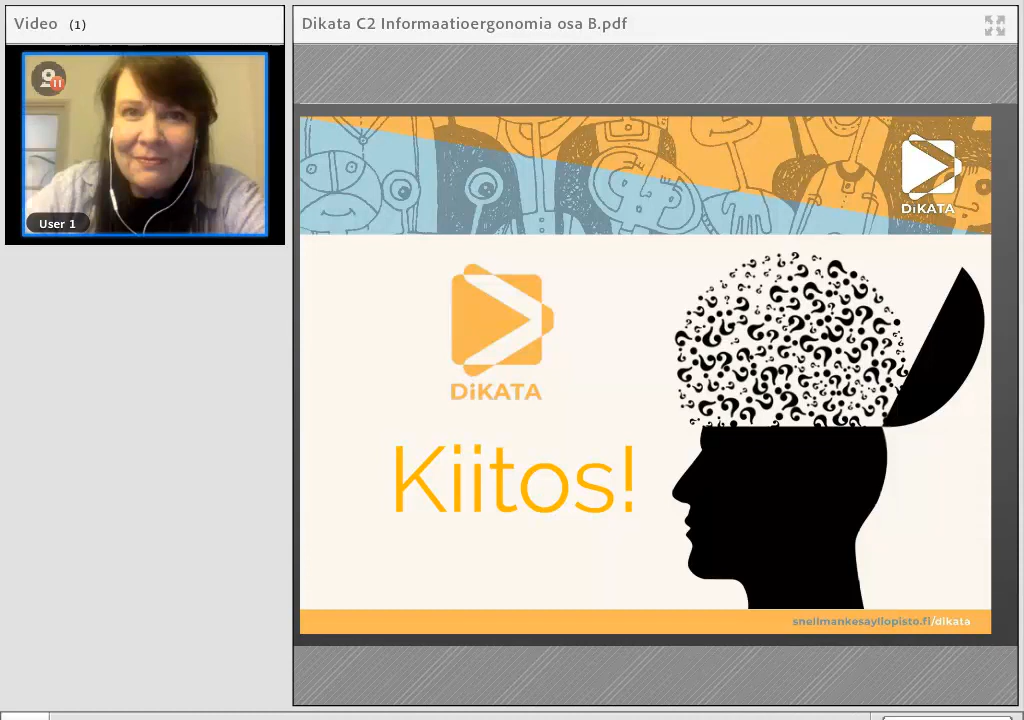 Video (1)
User 1
Dikata C2 Informaatioergonomia osa B.pdf
DiKATA
DiKATA
Kiitos!
snellmankesayliopisto.fi/dikata